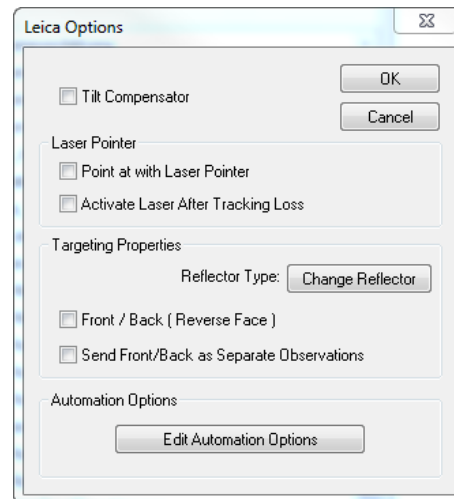 Leica Options
OK
Tilt Compensator
Cancel
Laser Pointer
Point at with Laser Pointer
Activate Laser After Tracking Loss
Targeting Properties
Reflector Type: Change Reflector
Front / Back ( Reverse Face )
Send Front/Back as Separate Observations
Automation Options
Edit Automation Options